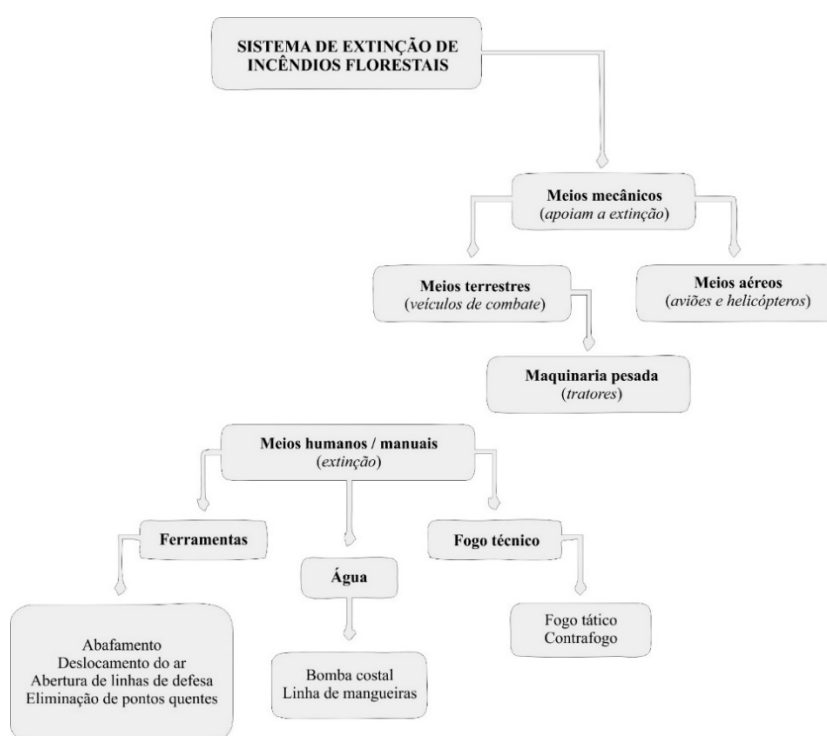 SISTEMA DE EXTINÇÃO DE
INCÊNDIOS FLORESTAIS
Meios mecânicos
(apoiam a extinção)
Meios terrestres
(veículos de combate)
Meios aéreos
(aviões e helicópteros)
Maquinaria pesada
(tratores)
Meios humanos / manuais
(extinção)
Ferramentas
Água
Fogo técnico
Abafamento
Deslocamento do ar
Abertura de linhas de defesa
Eliminação de pontos quentes
Bomba costal
Linha de mangueiras
Fogo tático
Contrafogo